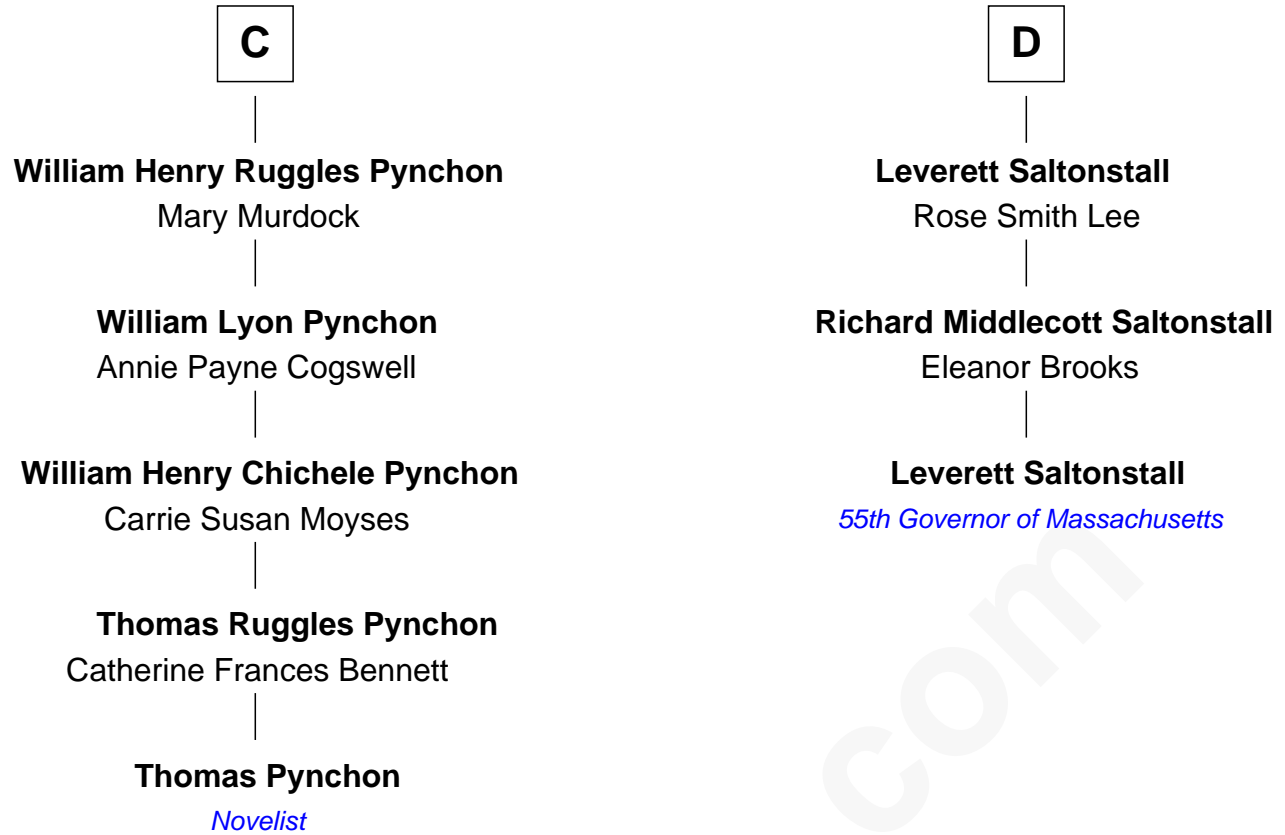 C
William Henry Ruggles Pynchon
Mary Murdock
William Lyon Pynchon
Annie Payne Cogswell
William Henry Chichele Pynchon
Carrie Susan Moyses
Thomas Ruggles Pynchon
Catherine Frances Bennett
Thomas Pynchon
Novelist
D
Leverett Saltonstall
Rose Smith Lee
Richard Middlecott Saltonstall
Eleanor Brooks
Leverett Saltonstall
55th Governor of Massachusetts
com